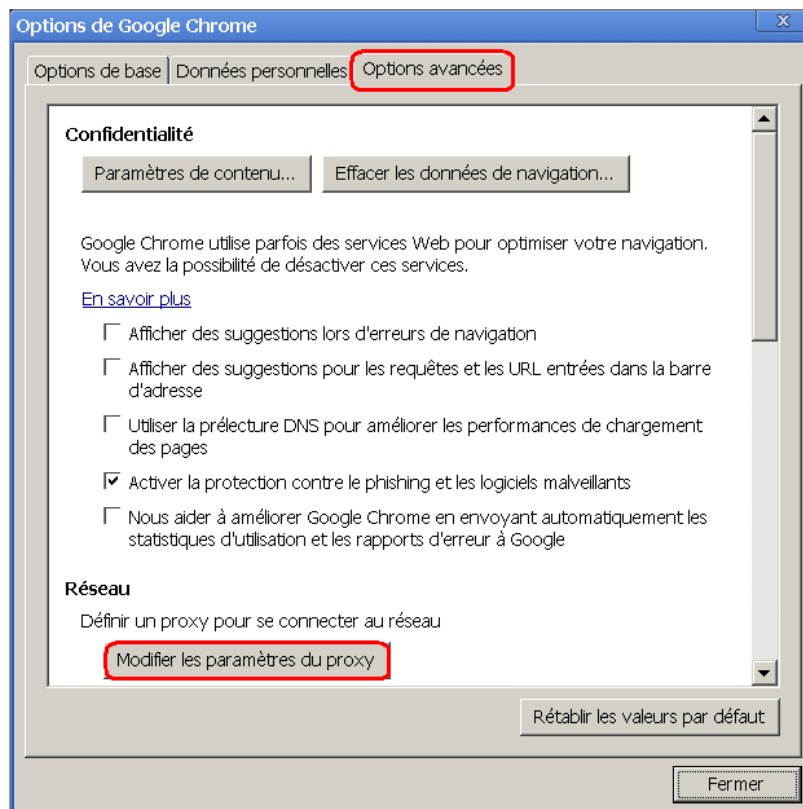 Options de Google Chrome
Options de base Données personnelles Options avancées
Confidentialité
Paramètres de contenu... Effacer les données de navigation...
Google Chrome utilise parfois des services Web pour optimiser votre navigation.
Vous avez la possibilité de désactiver ces services.
En savoir plus
Afficher des suggestions lors d'erreurs de navigation
Afficher des suggestions pour les requêtes et les URL entrées dans la barre
d'adresse
Utiliser la prélecture DNS pour améliorer les performances de chargement
des pages
Activer la protection contre le phishing et les logiciels malveillants
Nous aider à améliorer Google Chrome en envoyant automatiquement les
statistiques d'utilisation et les rapports d'erreur à Google
Réseau
Définir un proxy pour se connecter au réseau
Modifier les paramètres du proxy
Rétablir les valeurs par défaut
Fermer